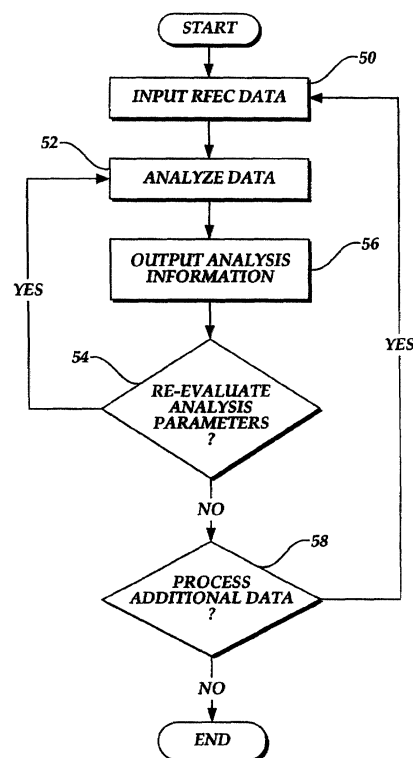 START
50
INPUT RFEC DATA
52
ANALYZE DATA
56
OUTPUT ANALYSIS
INFORMATION
YES
YES
54
RE-EVALUATE
ANALYSIS
PARAMETERS
?
NO
58
PROCESS
ADDITIONAL DATA
?
NO
END